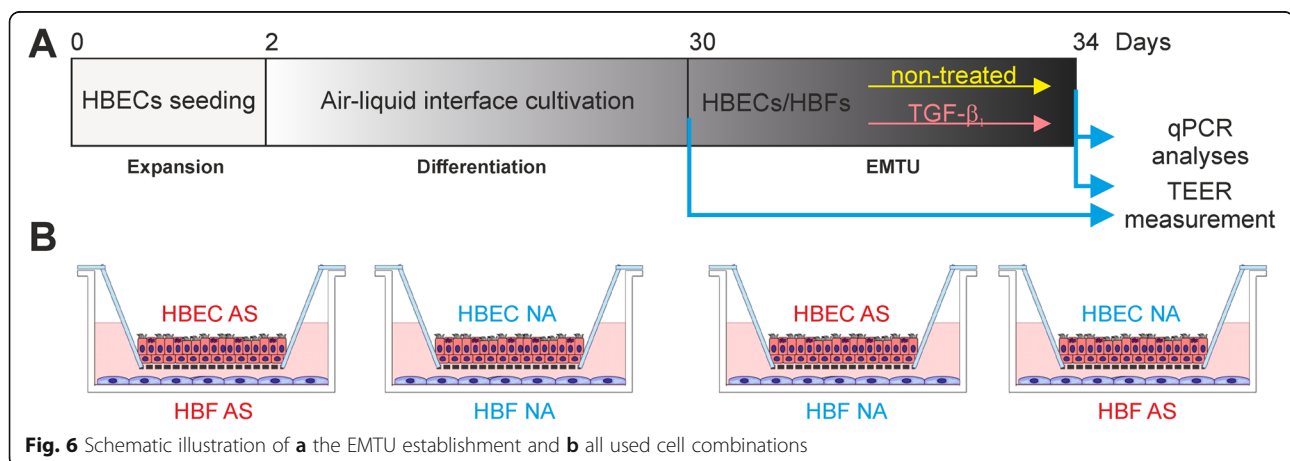 A
0 2 30 34 Days
HBECs seeding
Air-liquid interface cultivation
HBECs/HBFs
non-treated
TGF-β₁
qPCR
analyses
TEER
measurement
Expansion
Differentiation
EMTU
B
HBEC AS
HBEC NA
HBEC AS
HBEC NA
HBF AS
HBF NA
HBF NA
HBF AS
Fig. 6 Schematic illustration of a the EMTU establishment and b all used cell combinations